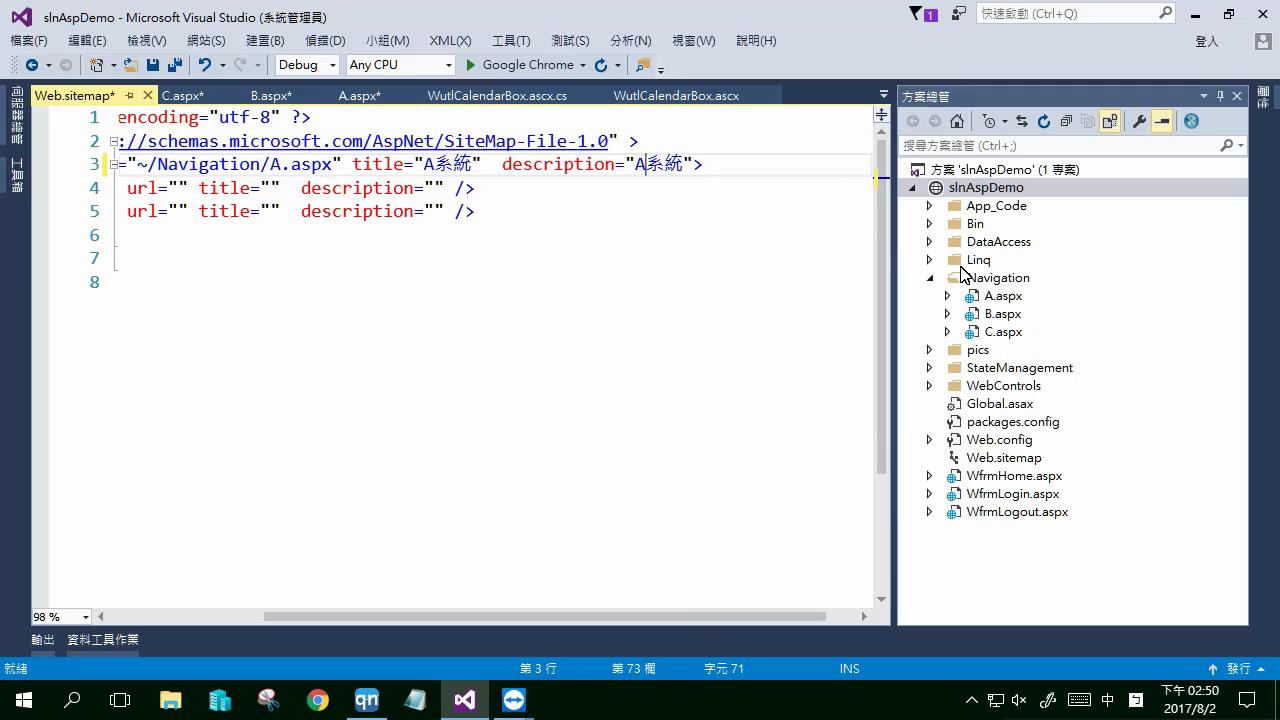 slnAspDemo - Microsoft Visual Studio (系統管理員)
1
快速啟動 (Ctrl+Q)
檔案(F) 編輯(E) 檢視(V) 網站(S) 建置(B) 偵錯(D) 小組(M) XML(X) 工具(T) 測試(S) 分析(N) 視窗(W) 說明(H)
登入
Debug Any CPU Google Chrome
伺服器總管
工具箱
Web.sitemap* C.aspx* B.aspx* A.aspx* WutlCalendarBox.ascx.cs WutlCalendarBox.ascx
1 encoding="utf-8" ?>
2 ://schemas.microsoft.com/AspNet/SiteMap-File-1.0" >
3 ="~/Navigation/A.aspx" title="A系統"  description="A系統">
4 url="" title=""  description="" />
5 url="" title=""  description="" />
6
7
8
98 %
方案總管
搜尋方案總管 (Ctrl+;)
方案 'slnAspDemo' (1 專案)
slnAspDemo
App_Code
Bin
DataAccess
Linq
Navigation
A.aspx
B.aspx
C.aspx
pics
StateManagement
WebControls
Global.asax
packages.config
Web.config
Web.sitemap
WfrmHome.aspx
WfrmLogin.aspx
WfrmLogout.aspx
輸出 資料工具作業
就緒 第 3 行 第 73 欄 字元 71 INS 發行
qn
中
下午 02:50
2017/8/2